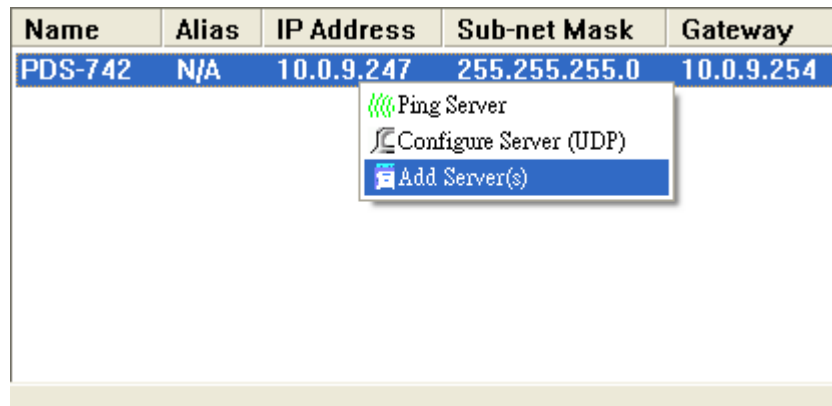 Name Alias IP Address Sub-net Mask Gateway
PDS-742 N/A 10.0.9.247 255.255.255.0 10.0.9.254
Ping Server
Configure Server (UDP)
Add Server(s)